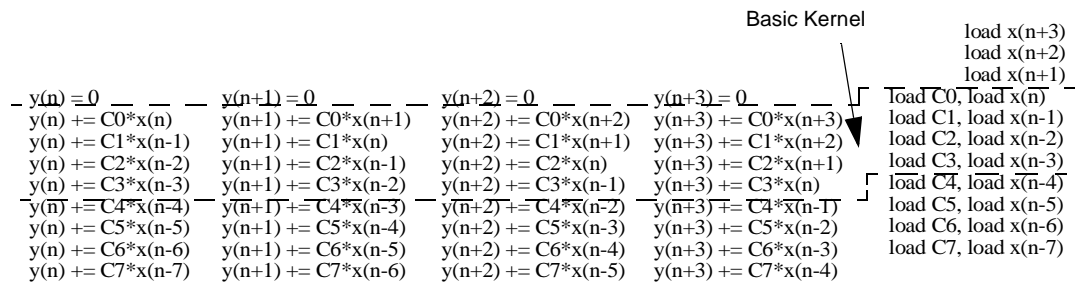 Basic Kernel
load x(n+3)
load x(n+2)
load x(n+1)
y(n) = 0 y(n+1) = 0 y(n+2) = 0 y(n+3) = 0 load C0, load x(n)
y(n) += C0*x(n) y(n+1) += C0*x(n+1) y(n+2) += C0*x(n+2) y(n+3) += C0*x(n+3) load C1, load x(n-1)
y(n) += C1*x(n-1) y(n+1) += C1*x(n) y(n+2) += C1*x(n+1) y(n+3) += C1*x(n+2) load C2, load x(n-2)
y(n) += C2*x(n-2) y(n+1) += C2*x(n-1) y(n+2) += C2*x(n) y(n+3) += C2*x(n+1) load C3, load x(n-3)
y(n) += C3*x(n-3) y(n+1) += C3*x(n-2) y(n+2) += C3*x(n-1) y(n+3) += C3*x(n) load C4, load x(n-4)
y(n) += C4*x(n-4) y(n+1) += C4*x(n-3) y(n+2) += C4*x(n-2) y(n+3) += C4*x(n-1) load C5, load x(n-5)
y(n) += C5*x(n-5) y(n+1) += C5*x(n-4) y(n+2) += C5*x(n-3) y(n+3) += C5*x(n-2) load C6, load x(n-6)
y(n) += C6*x(n-6) y(n+1) += C6*x(n-5) y(n+2) += C6*x(n-4) y(n+3) += C6*x(n-3) load C7, load x(n-7)
y(n) += C7*x(n-7) y(n+1) += C7*x(n-6) y(n+2) += C7*x(n-5) y(n+3) += C7*x(n-4)